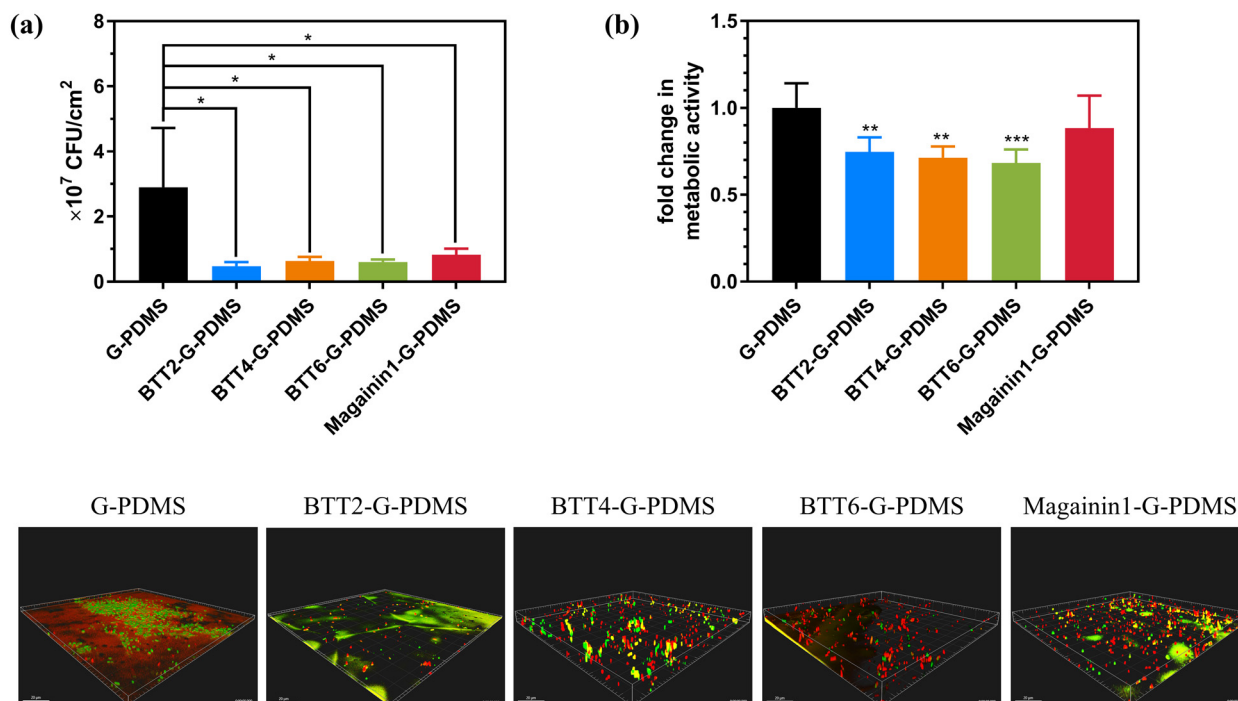 (a)
8
6
4
2
0
×10⁷ CFU/cm²
*
*
*
*
G-PDMS
BTT2-G-PDMS
BTT4-G-PDMS
BTT6-G-PDMS
Magainin1-G-PDMS
(b)
1.5
1.0
0.5
0.0
fold change in
metabolic activity
**
**
***
G-PDMS
BTT2-G-PDMS
BTT4-G-PDMS
BTT6-G-PDMS
Magainin1-G-PDMS
G-PDMS BTT2-G-PDMS BTT4-G-PDMS BTT6-G-PDMS Magainin1-G-PDMS